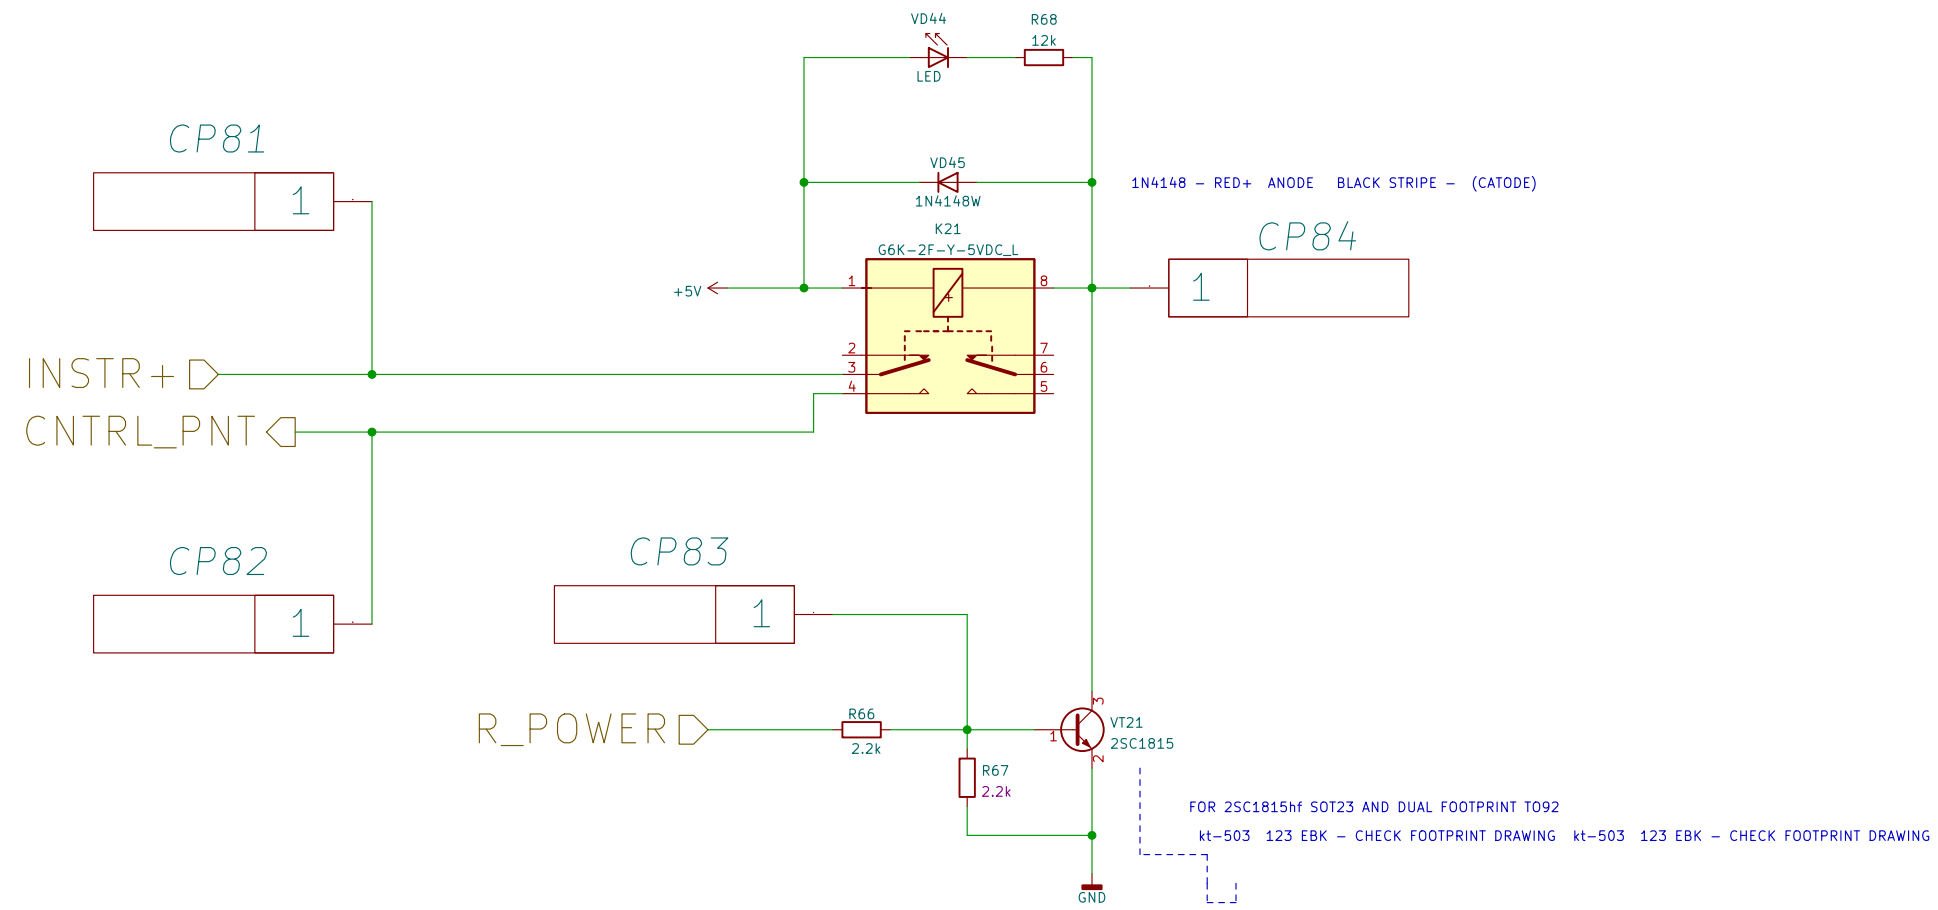 VD44
R68
12k
LED
CP81
1
VD45
1N4148 - RED+ ANODE BLACK STRIPE - (CATODE)
1N4148W
K21
G6K-2F-Y-5VDC_L
CP84
1
1
8
+5V
+
2
7
INSTR+
3
6
4
5
CNTRL_PNT
CP82
1
CP83
1
3
R_POWER
R66
2.2k
1
VT21
2SC1815
2
R67
2.2k
FOR 2SC1815hf SOT23 AND DUAL FOOTPRINT TO92
kt-503 123 EBK - CHECK FOOTPRINT DRAWING kt-503 123 EBK - CHECK FOOTPRINT DRAWING
GND